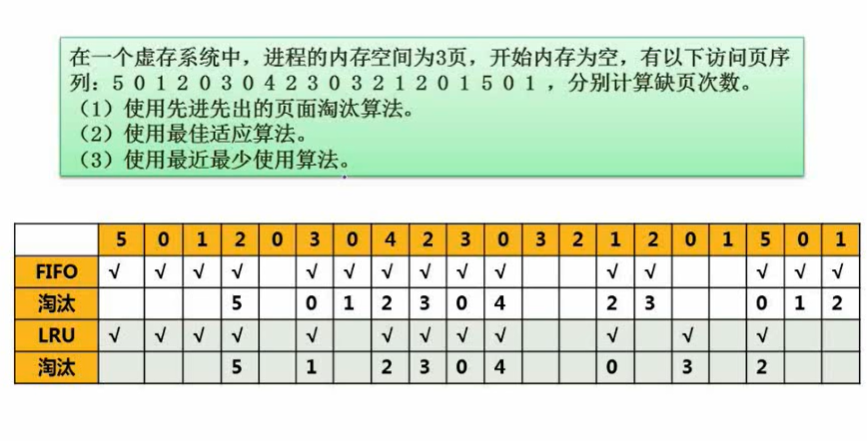 在一个虚存系统中，进程的内存空间为3页，开始内存为空，有以下访问页序
列：5 0 1 2 0 3 0 4 2 3 0 3 2 1 2 0 1 5 0 1 ，分别计算缺页次数。
（1）使用先进先出的页面淘汰算法。
（2）使用最佳适应算法。
（3）使用最近最少使用算法。
5 0 1 2 0 3 0 4 2 3 0 3 2 1 2 0 1 5 0 1
FIFO √ √ √ √ √ √ √ √ √ √ √ √ √ √ √
淘汰 5 0 1 2 3 0 4 2 3 0 1 2
LRU √ √ √ √ √ √ √ √ √ √ √ √
淘汰 5 1 2 3 0 4 0 3 2